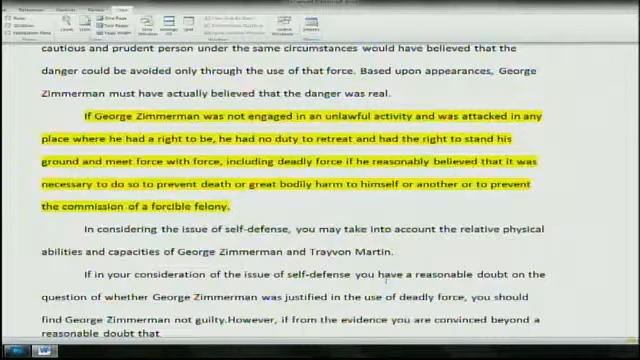 cautious and prudent person under the same circumstances would have believed that the
danger could be avoided only through the use of that force. Based upon appearances, George
Zimmerman must have actually believed that the danger was real.
If George Zimmerman was not engaged in an unlawful activity and was attacked in any
place where he had a right to be, he had no duty to retreat and had the right to stand his
ground and meet force with force, including deadly force if he reasonably believed that it was
necessary to do so to prevent death or great bodily harm to himself or another or to prevent
the commission of a forcible felony.
In considering the issue of self-defense, you may take into account the relative physical
abilities and capacities of George Zimmerman and Trayvon Martin.
If in your consideration of the issue of self-defense you have a reasonable doubt on the
question of whether George Zimmerman was justified in the use of deadly force, you should
find George Zimmerman not guilty.However, if from the evidence you are convinced beyond a
reasonable doubt that